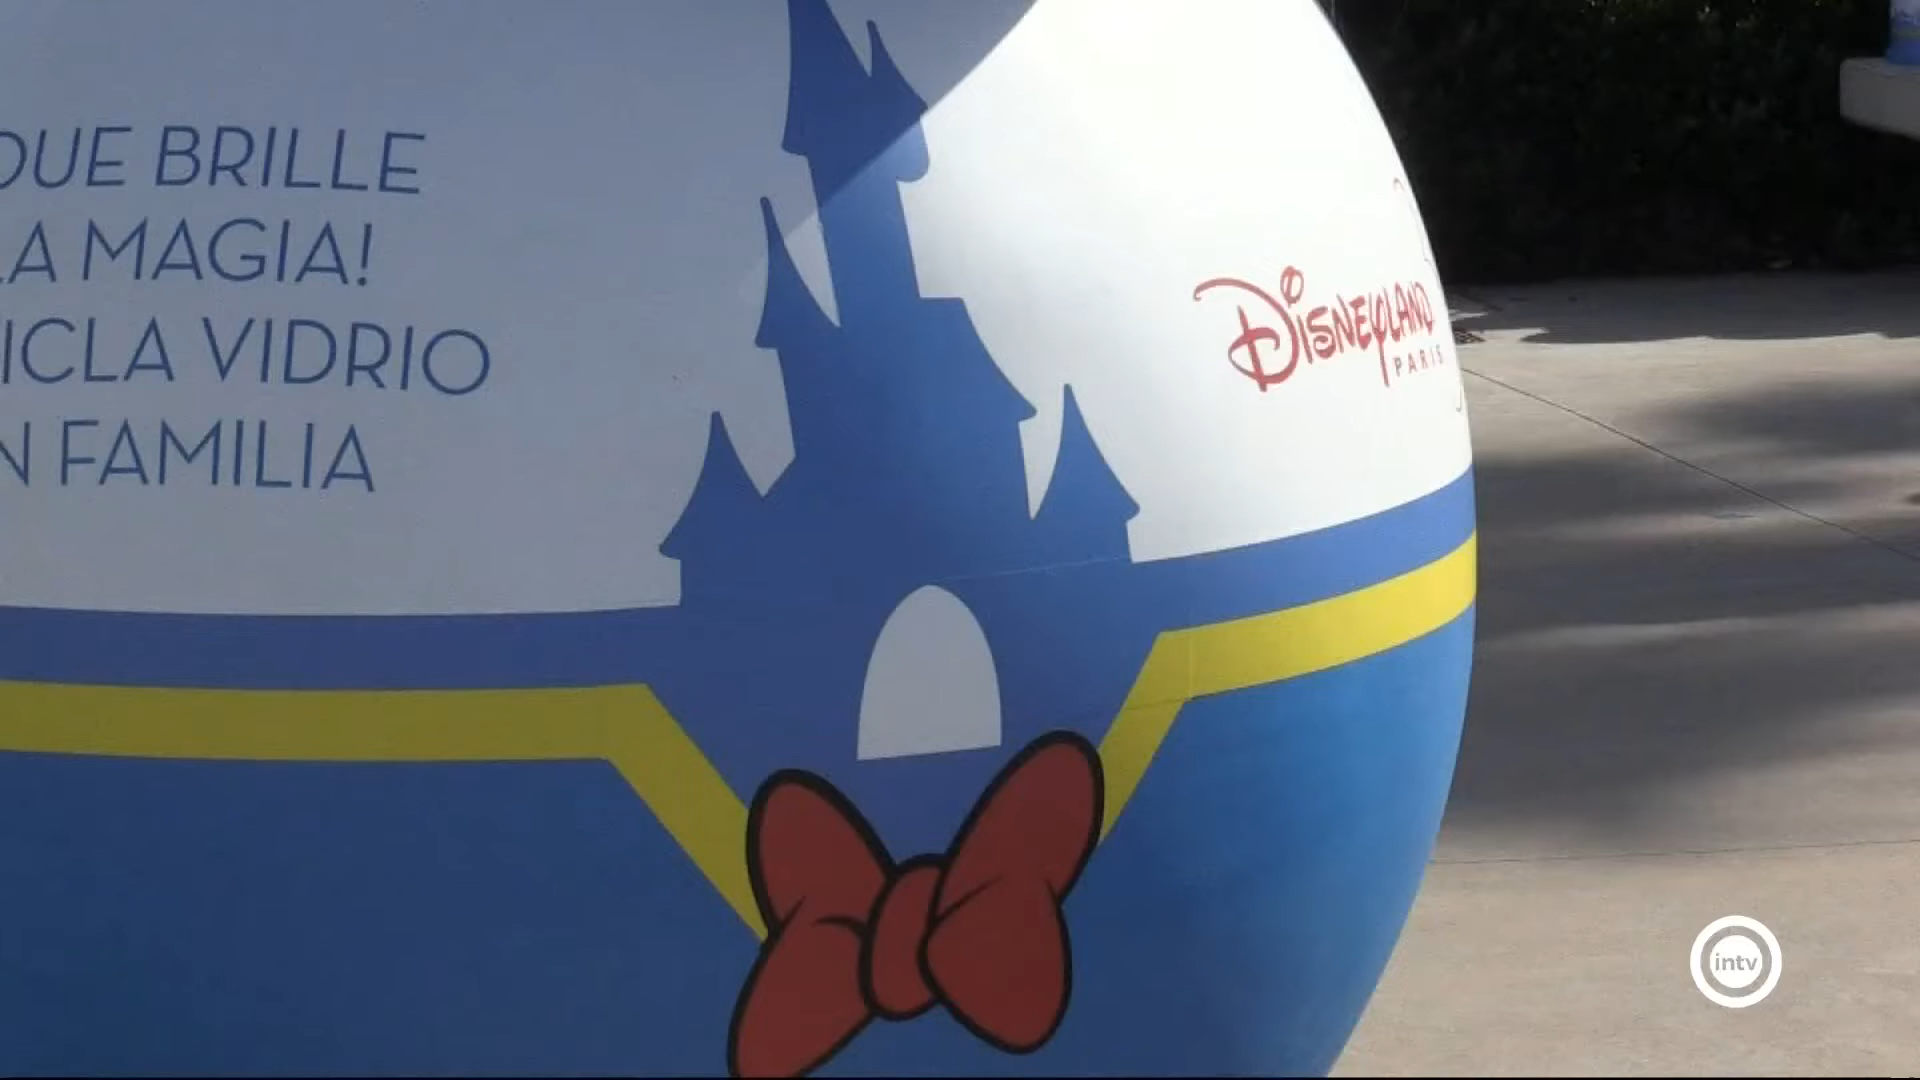 QUE BRILLE
LA MAGIA!
ICLA VIDRIO
N FAMILIA
DISNEYLAND
PARIS
intv